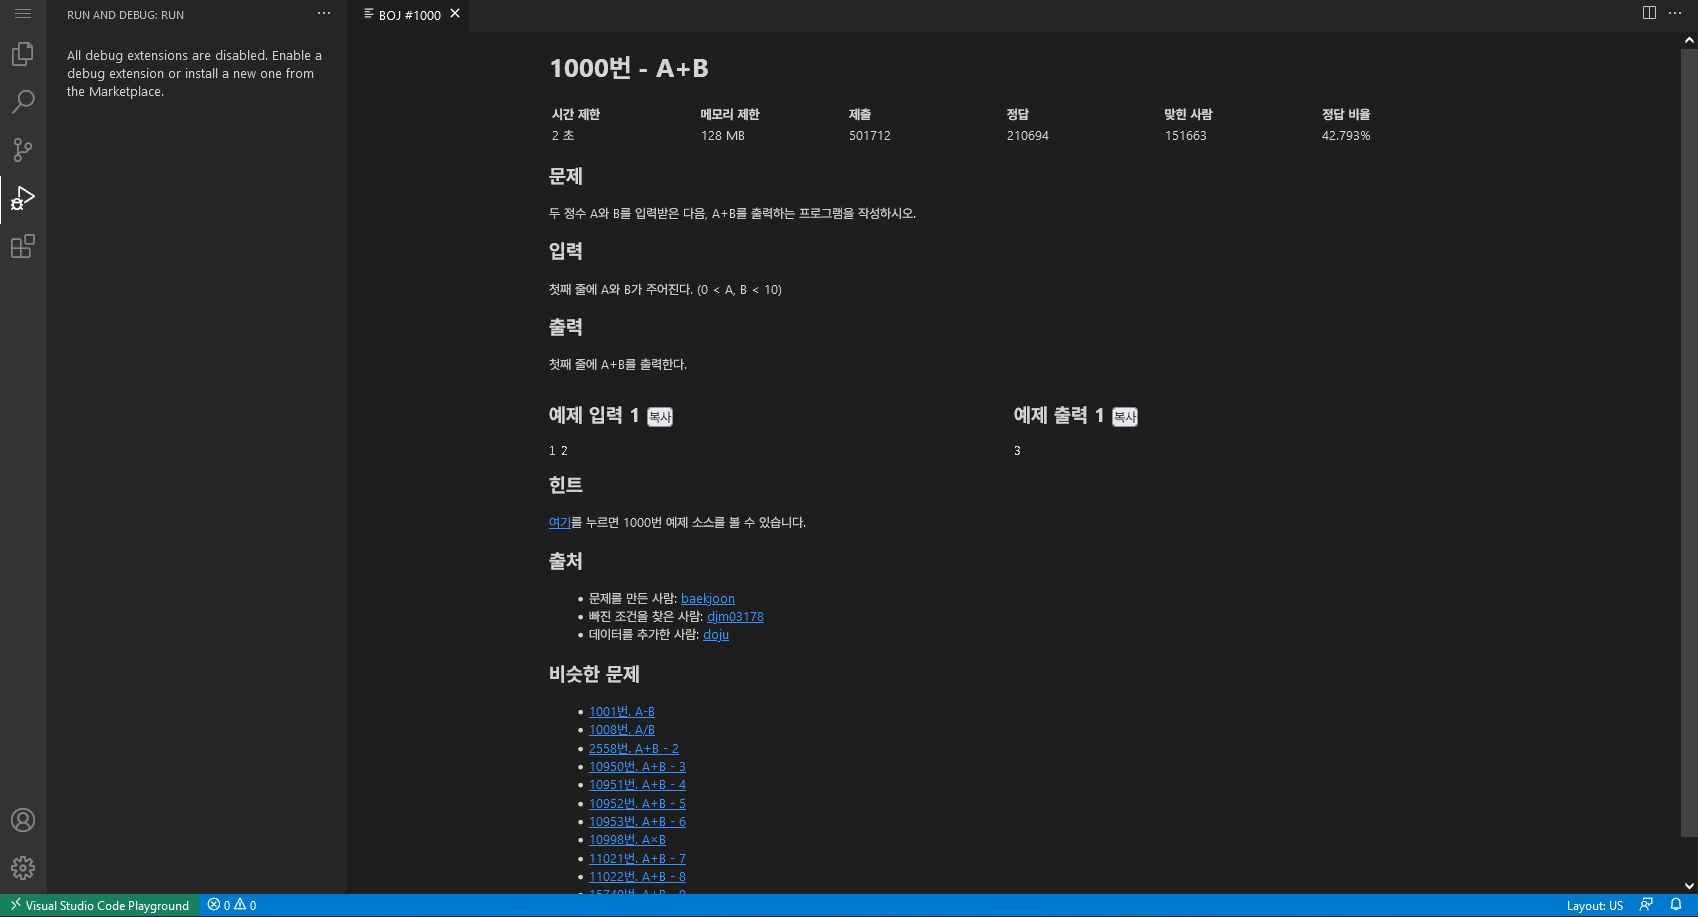 RUN AND DEBUG: RUN
All debug extensions are disabled. Enable a
debug extension or install a new one from
the Marketplace.
BOJ #1000
1000번 - A+B
시간 제한 메모리 제한 제출 정답 맞힌 사람 정답 비율
2 초 128 MB 501712 210694 151663 42.793%
문제
두 정수 A와 B를 입력받은 다음, A+B를 출력하는 프로그램을 작성하시오.
입력
첫째 줄에 A와 B가 주어진다. (0 < A, B < 10)
출력
첫째 줄에 A+B를 출력한다.
예제 입력 1 복사
1 2
예제 출력 1 복사
3
힌트
여기를 누르면 1000번 예제 소스를 볼 수 있습니다.
출처
문제를 만든 사람: baekjoon
빠진 조건을 찾은 사람: djm03178
데이터를 추가한 사람: doju
비슷한 문제
1001번. A-B
1008번. A/B
2558번. A+B - 2
10950번. A+B - 3
10951번. A+B - 4
10952번. A+B - 5
10953번. A+B - 6
10998번. A×B
11021번. A+B - 7
11022번. A+B - 8
15740번. A+B - 9
Visual Studio Code Playground 0 0 Layout: US